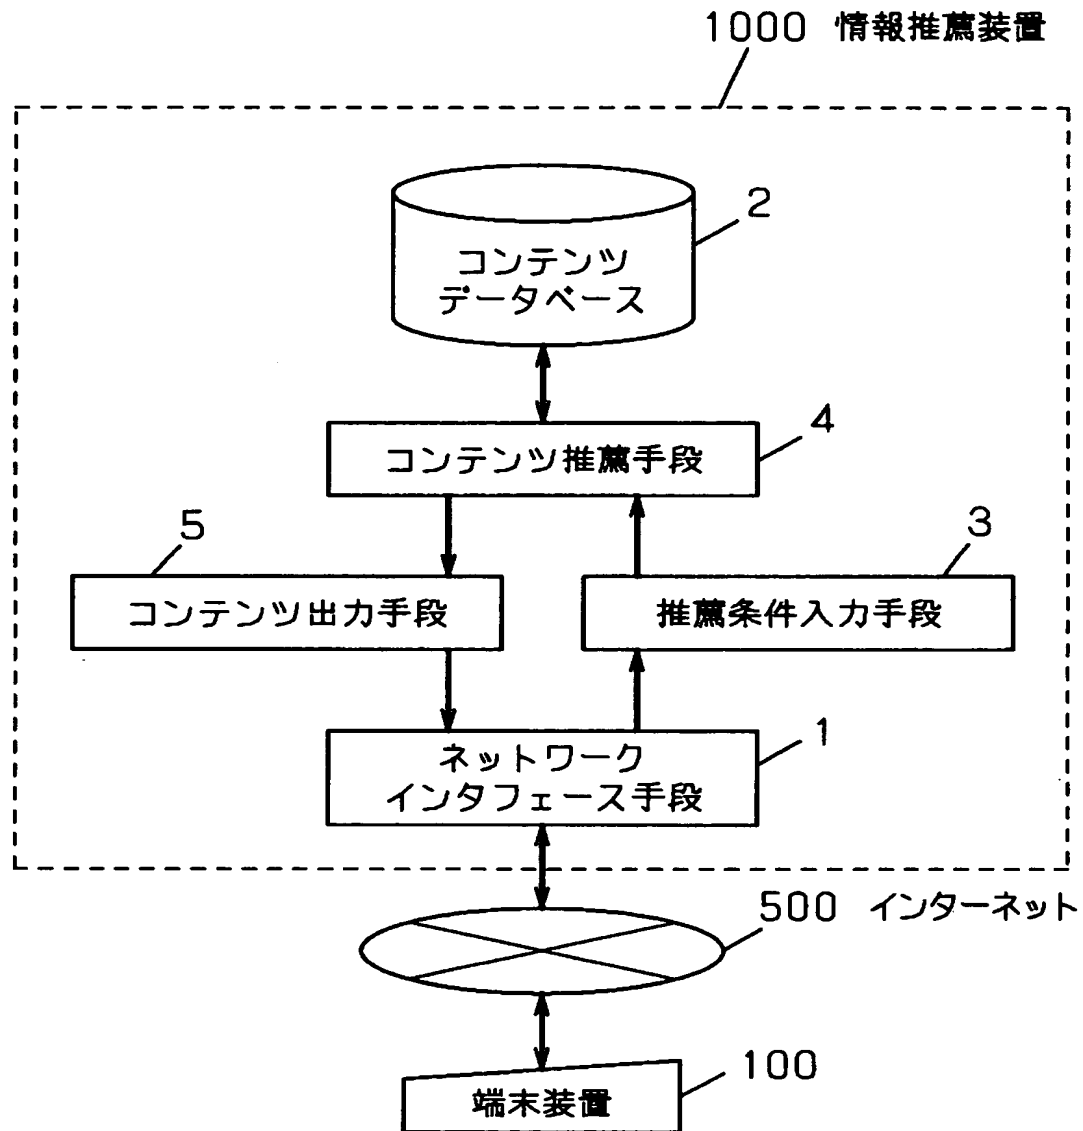 1000 情報推薦装置
2
コンテンツ
データベース
4
コンテンツ推薦手段
5
3
コンテンツ出力手段
推薦条件入力手段
1
ネットワーク
インタフェース手段
500 インターネット
100
端末装置